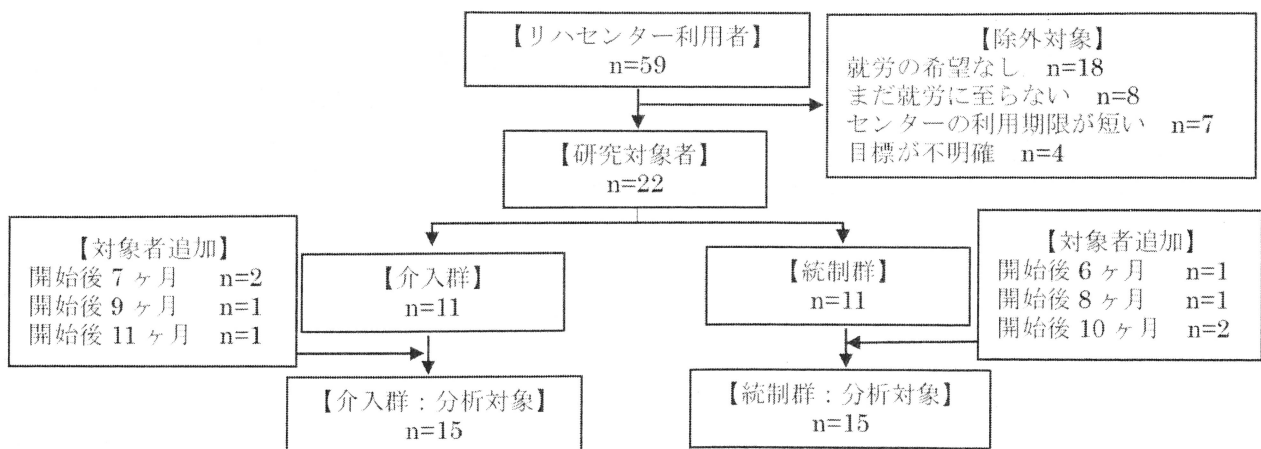 【リハセンター利用者】
n=59
【除外対象】
就労の希望なし n=18
まだ就労に至らない n=8
センターの利用期限が短い n=7
目標が不明確 n=4
【研究対象者】
n=22
【対象者追加】
開始後 7 ヶ月 n=2
開始後 9 ヶ月 n=1
開始後 11 ヶ月 n=1
【介入群】
n=11
【統制群】
n=11
【対象者追加】
開始後 6 ヶ月 n=1
開始後 8 ヶ月 n=1
開始後 10 ヶ月 n=2
【介入群：分析対象】
n=15
【統制群：分析対象】
n=15